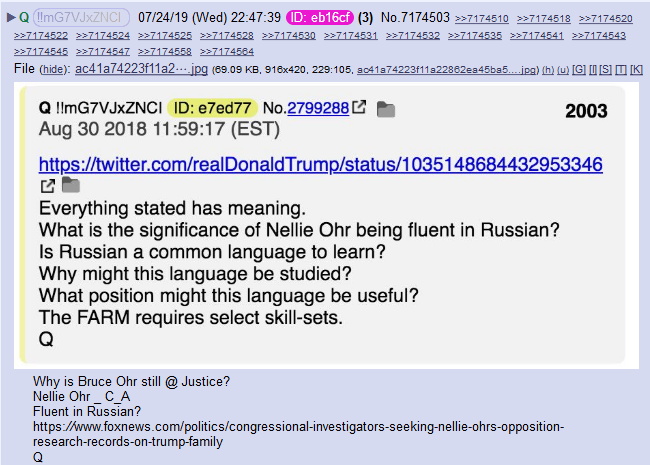 ▶ Q !!mG7VJxZNCI 07/24/19 (Wed) 22:47:39 ID: eb16cf (3) No.7174503 >>7174510 >>7174518 >>7174520
>>7174522 >>7174524 >>7174525 >>7174528 >>7174530 >>7174531 >>7174532 >>7174535 >>7174541 >>7174543
>>7174545 >>7174547 >>7174558 >>7174564
File (hide): ac41a74223f11a2⋯.jpg (69.09 KB, 916x420, 229:105, ac41a74223f11a22862ea45ba5….jpg) (h) (u) [G] [I] [S] [T] [K]
Q !!mG7VJxZNCI ID: e7ed77 No.2799288 2003
Aug 30 2018 11:59:17 (EST)
https://twitter.com/realDonaldTrump/status/1035148684432953346
Everything stated has meaning.
What is the significance of Nellie Ohr being fluent in Russian?
Is Russian a common language to learn?
Why might this language be studied?
What position might this language be useful?
The FARM requires select skill-sets.
Q
Why is Bruce Ohr still @ Justice?
Nellie Ohr _ C_A
Fluent in Russian?
https://www.foxnews.com/politics/congressional-investigators-seeking-nellie-ohrs-opposition-
research-records-on-trump-family
Q